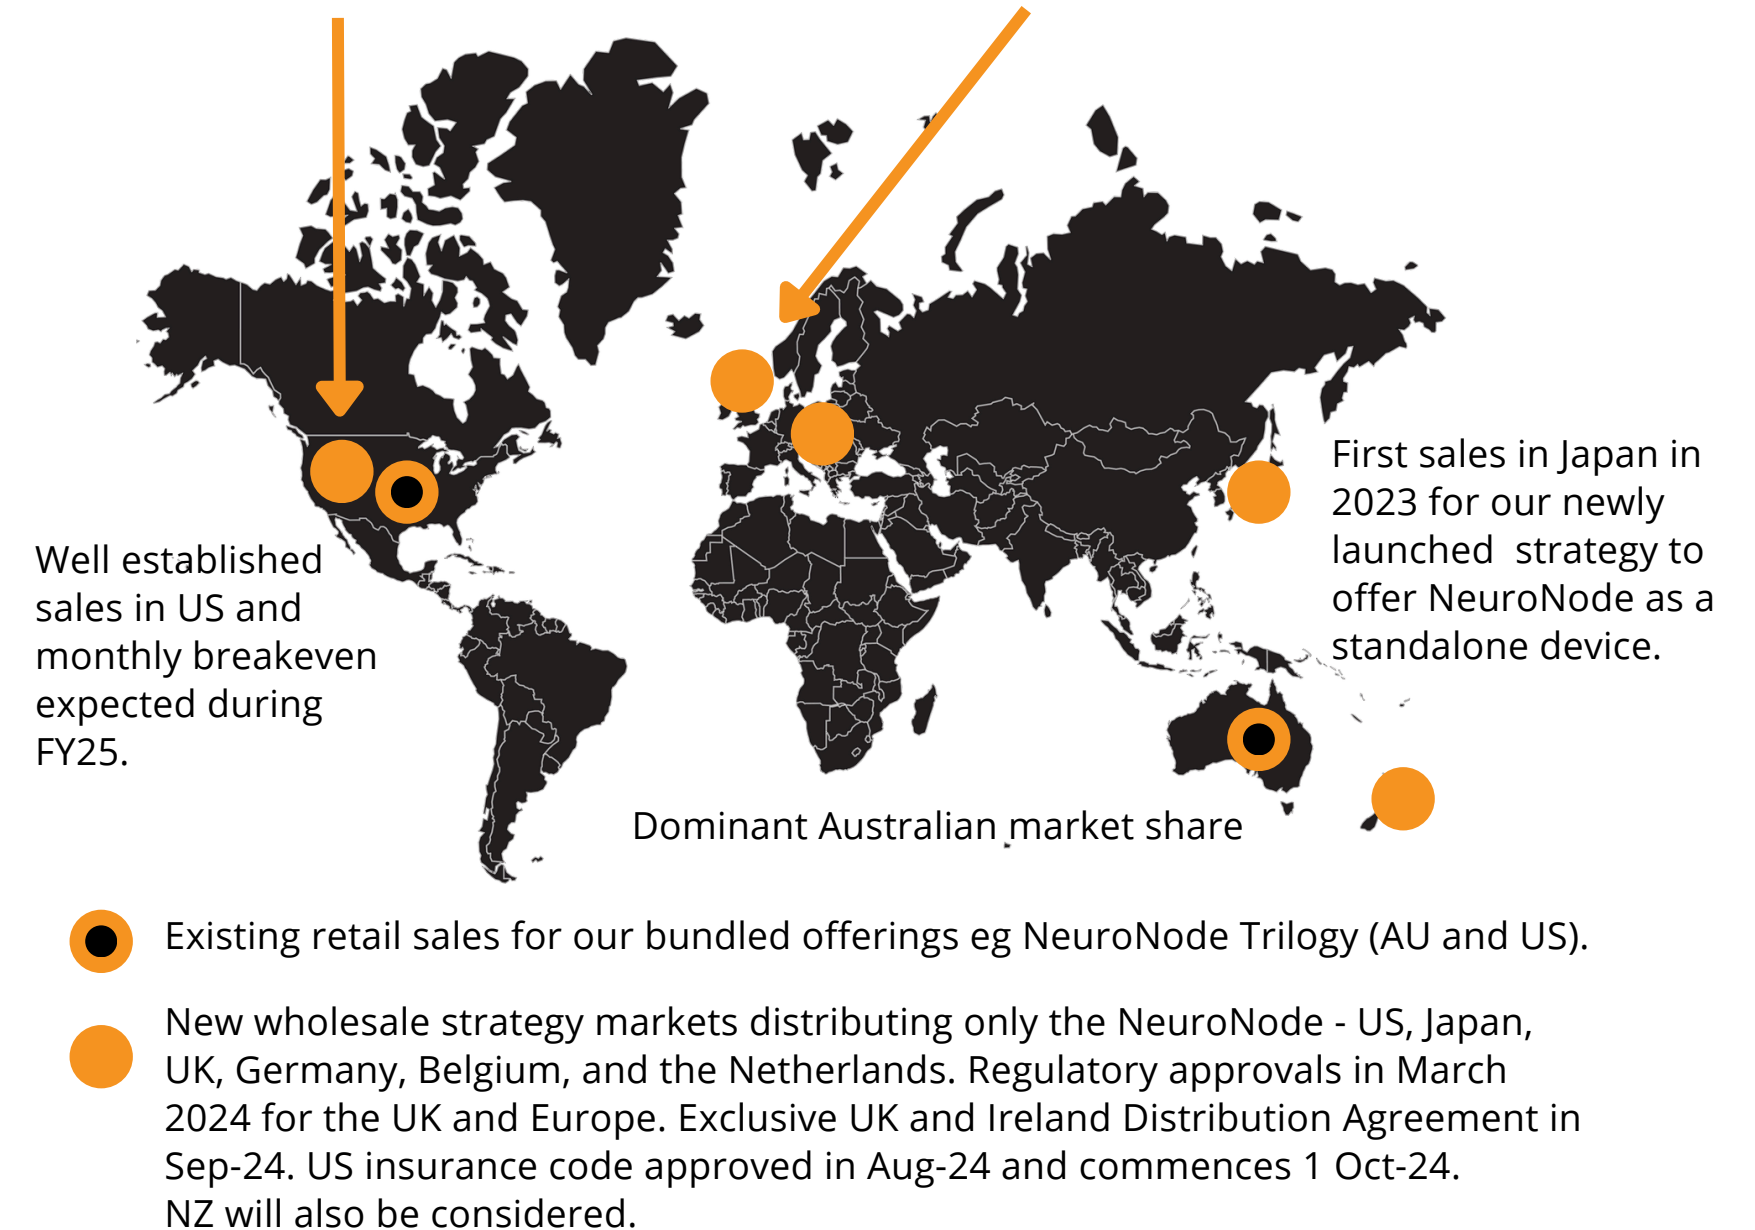 Well established
sales in US and
monthly breakeven
expected during
FY25.
First sales in Japan in
2023 for our newly
launched  strategy to
offer NeuroNode as a
standalone device.
Dominant Australian market share
Existing retail sales for our bundled offerings eg NeuroNode Trilogy (AU and US).
New wholesale strategy markets distributing only the NeuroNode - US, Japan,
UK, Germany, Belgium, and the Netherlands. Regulatory approvals in March
2024 for the UK and Europe. Exclusive UK and Ireland Distribution Agreement in
Sep-24. US insurance code approved in Aug-24 and commences 1 Oct-24.
NZ will also be considered.